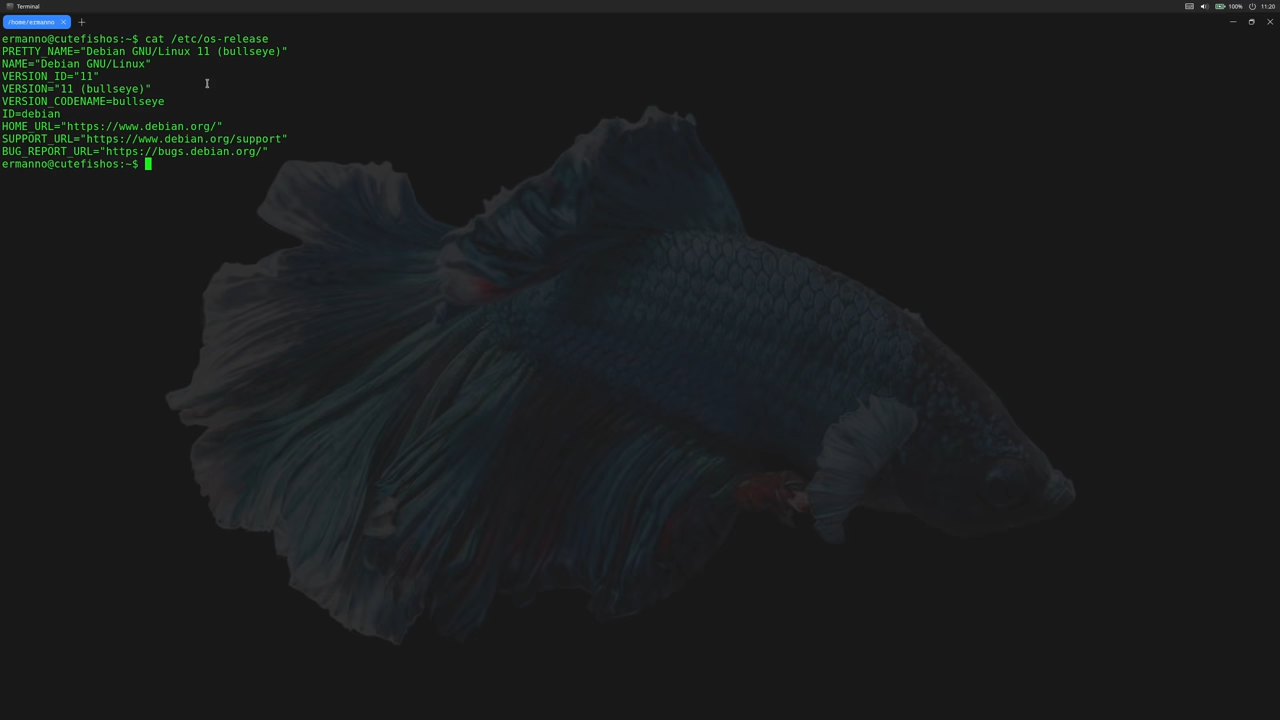 Terminal
100%
11:20
/home/ermanno
ermanno@cutefishos:~$ cat /etc/os-release
PRETTY_NAME="Debian GNU/Linux 11 (bullseye)"
NAME="Debian GNU/Linux"
VERSION_ID="11"
VERSION="11 (bullseye)"
VERSION_CODENAME=bullseye
ID=debian
HOME_URL="https://www.debian.org/"
SUPPORT_URL="https://www.debian.org/support"
BUG_REPORT_URL="https://bugs.debian.org/"
ermanno@cutefishos:~$